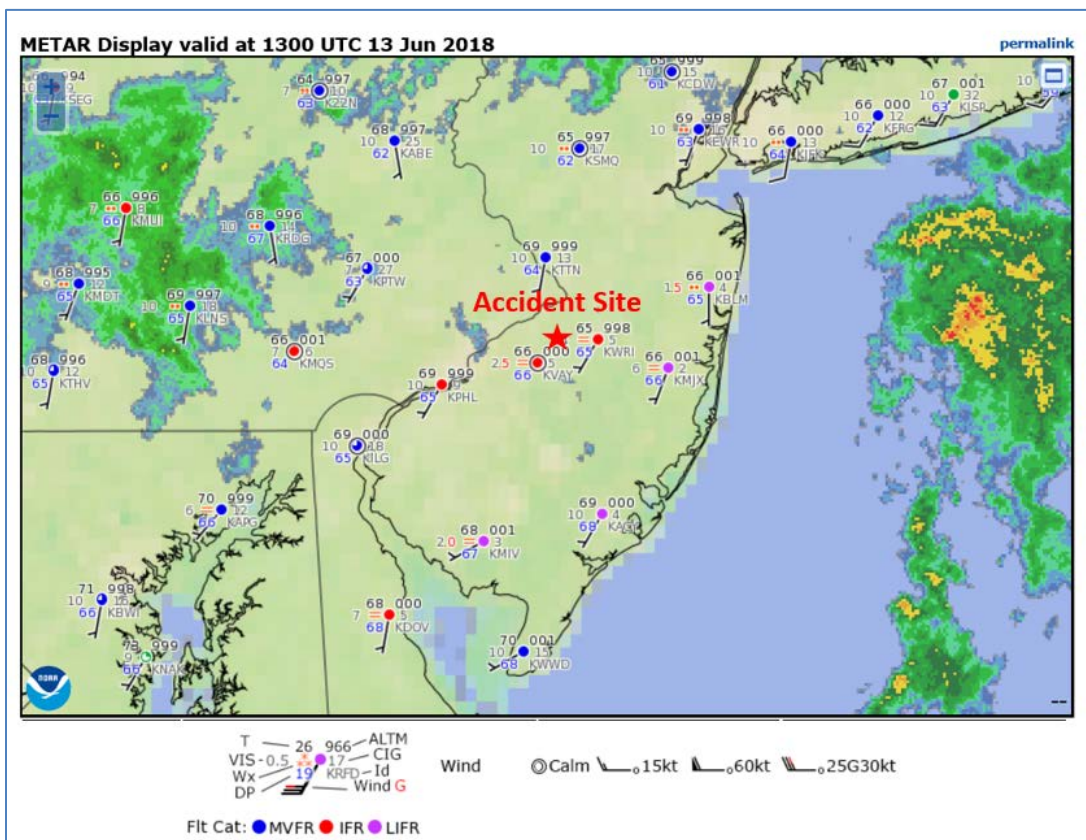 METAR Display valid at 1300 UTC 13 Jun 2018
permalink
994
KSEG
64 997
7 10
63 K22N
68 997
10 25
62 KABE
65 997
10 17
62 KSMQ
999
10 15
61 KCDW
69 998
10 16
63 KEWR
66 000
10 13
64 KJFK
66 000
10 12
62 KFRG
67 001
10 32
63 KISP
10
66 996
7 8
66 KMUI
68 996
10 11
67 KRDG
69 999
10 13
64 KTTN
67 000
7 27
63 KPTW
68 995
9 12
65 KMDT
69 997
10 18
65 KLNS
66 001
1.5 4
65 KBLM
Accident Site
65 998
5
65 KWRI
66 001
7 6
64 KMQS
66 000
2.5 5
66 KVAY
66 001
6 2
66 KMJX
68 996
10 12
65 KTHV
69 999
10 9
65 KPHL
69 000
10 18
65 KILG
70 999
6 12
66 KAPG
69 000
10 4
68
68 001
2.0 3
67 KMIV
71 998
10
66 KBWI
68 000
7 5
68 KDOV
73 999
9
66 KNAK
70 001
10 15
68 KWWD
NOAA
--
T 26 966 ALTM
VIS 0.5 17 CIG
Wx KRFD Id
DP 19 Wind G
Wind Calm 15kt 60kt 25G30kt
Flt Cat: MVFR IFR LIFR